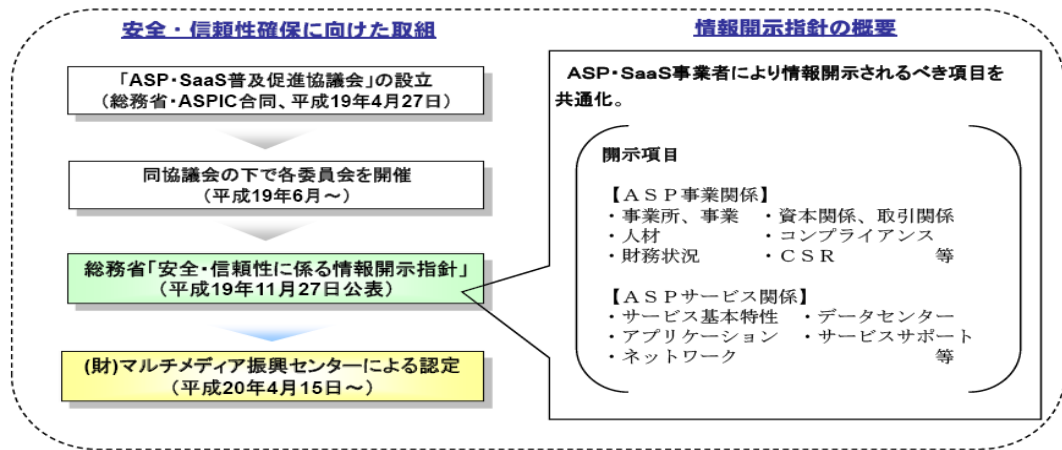 安全・信頼性確保に向けた取組
「ASP・SaaS普及促進協議会」の設立
（総務省・ASPIC合同、平成19年4月27日）
同協議会の下で各委員会を開催
（平成19年6月～）
総務省「安全・信頼性に係る情報開示指針」
（平成19年11月27日公表）
(財)マルチメディア振興センターによる認定
（平成20年4月15日～）
情報開示指針の概要
ASP・SaaS事業者により情報開示されるべき項目を
共通化。
開示項目
【ＡＳＰ事業関係】
・事業所、事業　・資本関係、取引関係
・人材　・コンプライアンス
・財務状況　・ＣＳＲ　等
【ＡＳＰサービス関係】
・サービス基本特性　・データセンター
・アプリケーション　・サービスサポート
・ネットワーク　等